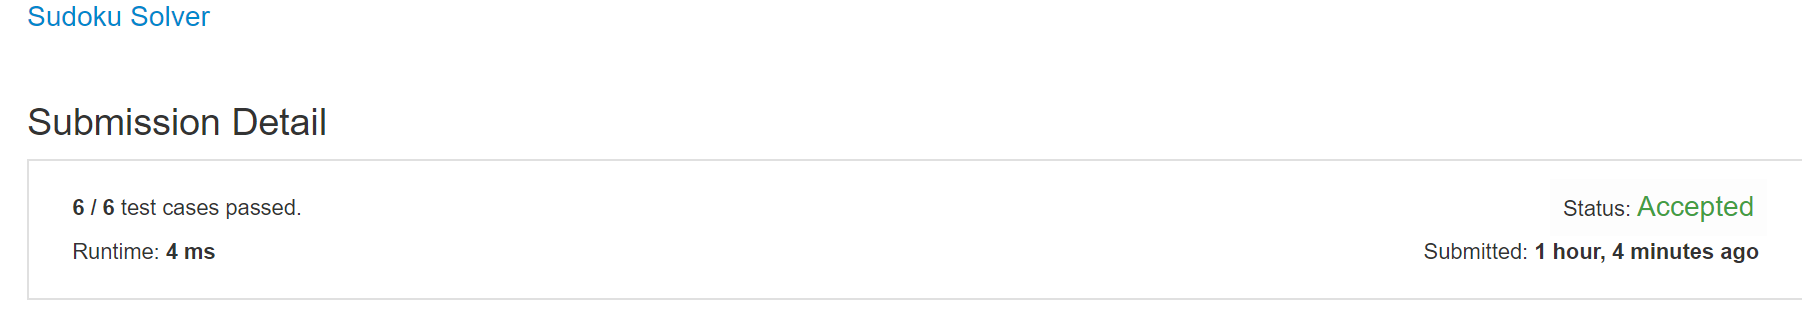 Sudoku Solver
Submission Detail
6 / 6 test cases passed.
Status: Accepted
Runtime: 4 ms
Submitted: 1 hour, 4 minutes ago